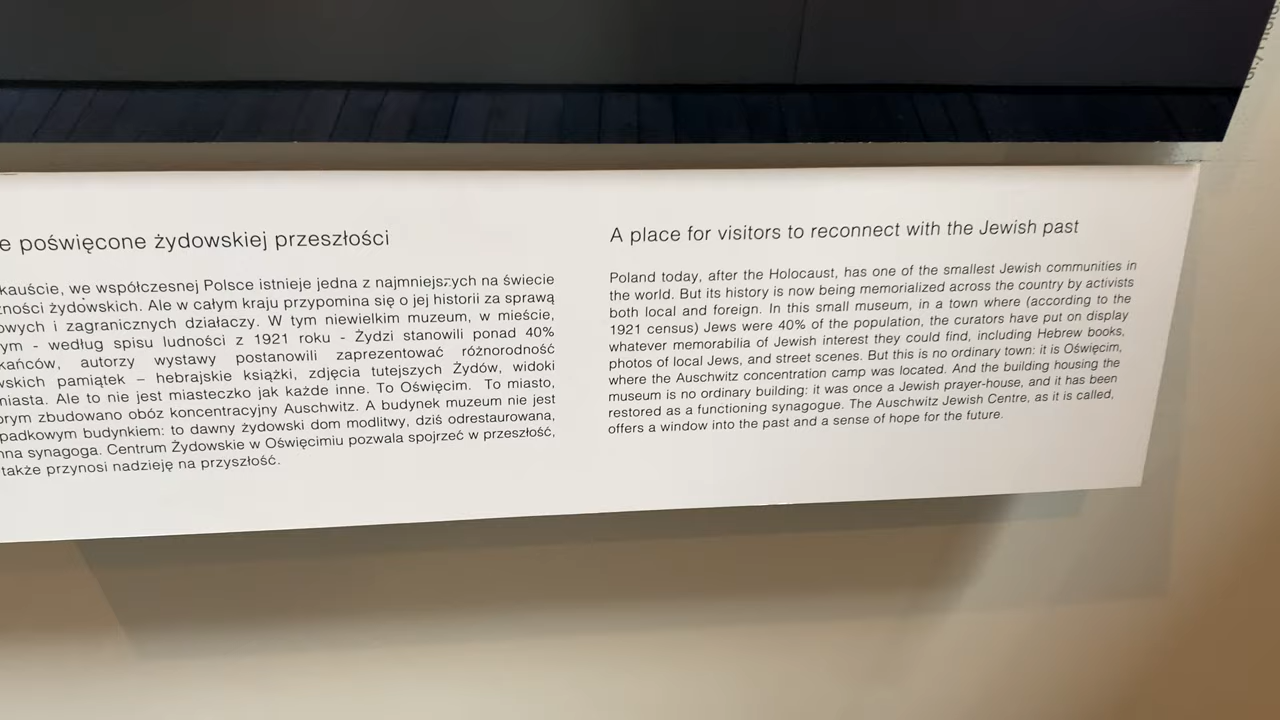 e poświęcone żydowskiej przeszłości
kauście, we współczesnej Polsce istnieje jedna z najmniejszych na świecie
zności żydowskich. Ale w całym kraju przypomina się o jej historii za sprawą
owych i zagranicznych działaczy. W tym niewielkim muzeum, w mieście,
ym - według spisu ludności z 1921 roku - Żydzi stanowili ponad 40%
kańców, autorzy wystawy postanowili zaprezentować różnorodność
wskich pamiątek – hebrajskie książki, zdjęcia tutejszych Żydów, widoki
miasta. Ale to nie jest miasteczko jak każde inne. To Oświęcim. To miasto,
orym zbudowano obóz koncentracyjny Auschwitz. A budynek muzeum nie jest
padkowym budynkiem: to dawny żydowski dom modlitwy, dziś odrestaurowana,
nna synagoga. Centrum Żydowskie w Oświęcimiu pozwala spojrzeć w przeszłość,
także przynosi nadzieję na przyszłość.
A place for visitors to reconnect with the Jewish past
Poland today, after the Holocaust, has one of the smallest Jewish communities in
the world. But its history is now being memorialized across the country by activists
both local and foreign. In this small museum, in a town where (according to the
1921 census) Jews were 40% of the population, the curators have put on display
whatever memorabilia of Jewish interest they could find, including Hebrew books,
photos of local Jews, and street scenes. But this is no ordinary town: it is Oświęcim,
where the Auschwitz concentration camp was located. And the building housing the
museum is no ordinary building: it was once a Jewish prayer-house, and it has been
restored as a functioning synagogue. The Auschwitz Jewish Centre, as it is called,
offers a window into the past and a sense of hope for the future.